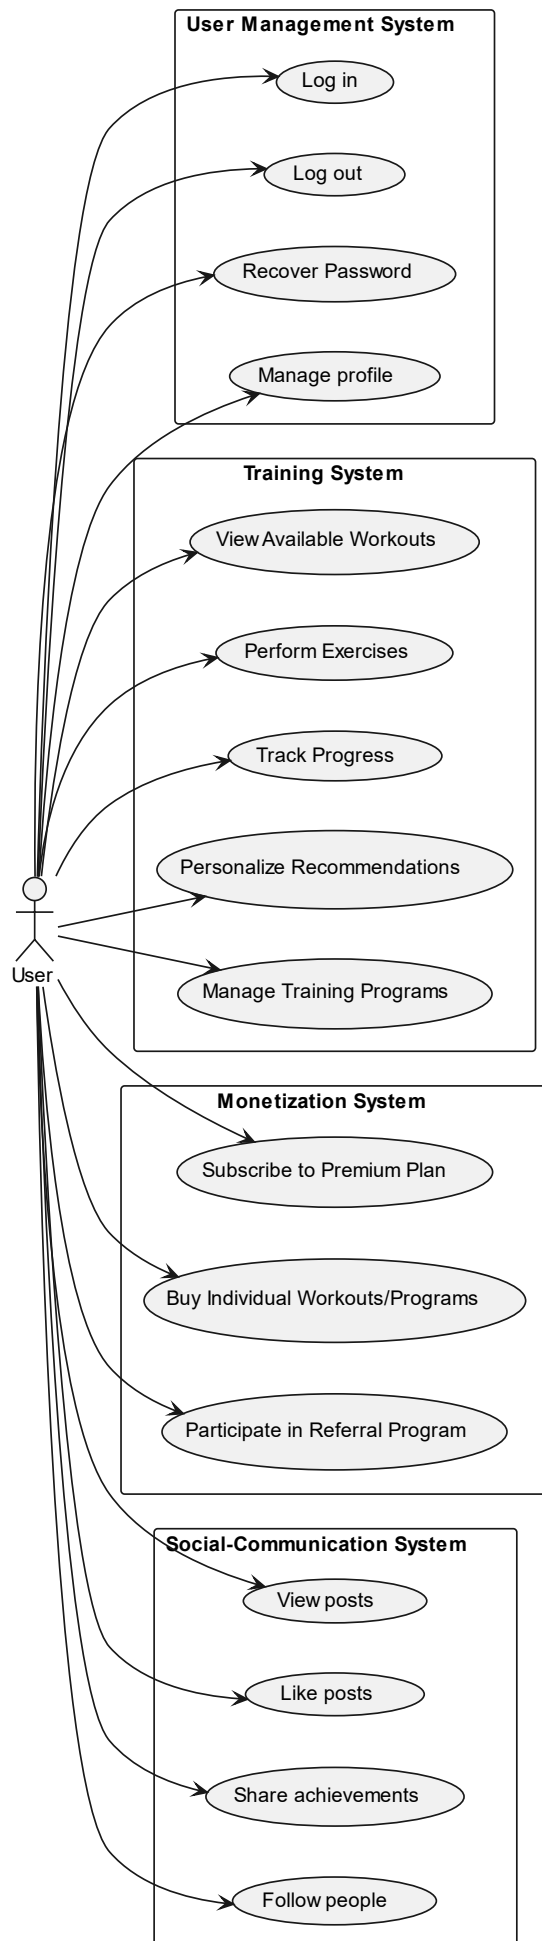 User Management System
Log in
Log out
Recover Password
Manage profile
Training System
View Available Workouts
Perform Exercises
Track Progress
Personalize Recommendations
Manage Training Programs
User
Monetization System
Subscribe to Premium Plan
Buy Individual Workouts/Programs
Participate in Referral Program
Social-Communication System
View posts
Like posts
Share achievements
Follow people